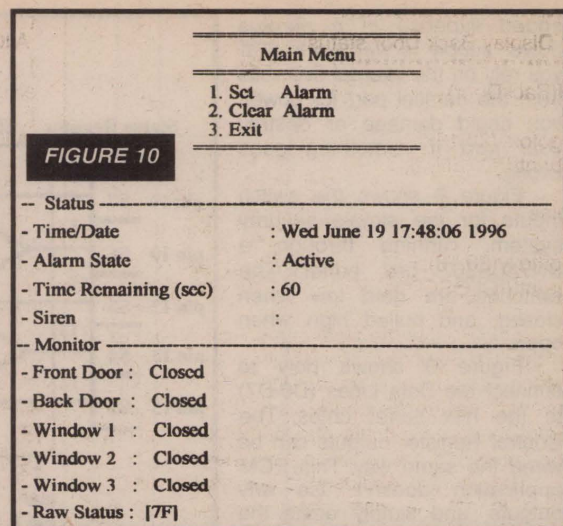 Main Menu
1. Set Alarm
2. Clear Alarm
3. Exit
FIGURE 10
-- Status
- Time/Date : Wed June 19 17:48:06 1996
- Alarm State : Active
- Time Remaining (sec) : 60
- Siren :
-- Monitor
- Front Door : Closed
- Back Door : Closed
- Window 1 : Closed
- Window 2 : Closed
- Window 3 : Closed
- Raw Status : [7F]